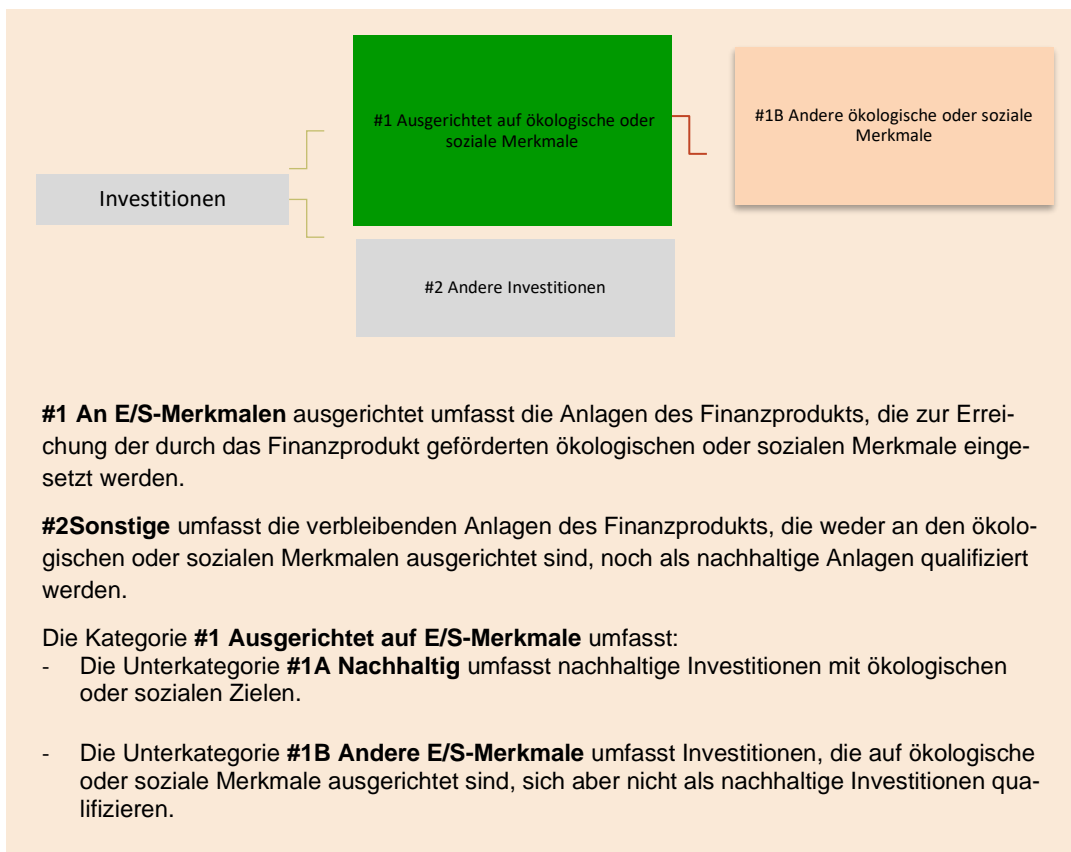 #1 Ausgerichtet auf ökologische oder
soziale Merkmale
#1B Andere ökologische oder soziale
Merkmale
Investitionen
#2 Andere Investitionen
#1 An E/S-Merkmalen ausgerichtet umfasst die Anlagen des Finanzprodukts, die zur Errei-
chung der durch das Finanzprodukt geförderten ökologischen oder sozialen Merkmale einge-
setzt werden.
#2Sonstige umfasst die verbleibenden Anlagen des Finanzprodukts, die weder an den ökolo-
gischen oder sozialen Merkmalen ausgerichtet sind, noch als nachhaltige Anlagen qualifiziert
werden.
Die Kategorie #1 Ausgerichtet auf E/S-Merkmale umfasst:
- Die Unterkategorie #1A Nachhaltig umfasst nachhaltige Investitionen mit ökologischen
oder sozialen Zielen.
- Die Unterkategorie #1B Andere E/S-Merkmale umfasst Investitionen, die auf ökologische
oder soziale Merkmale ausgerichtet sind, sich aber nicht als nachhaltige Investitionen qua-
lifizieren.